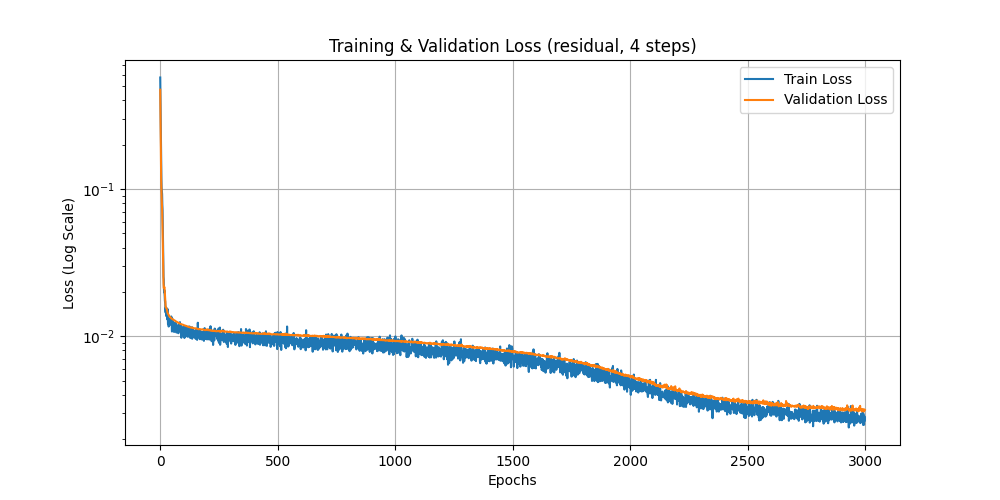 Training & Validation Loss (residual, 4 steps)
Train Loss
Validation Loss
Loss (Log Scale)
10⁻¹
10⁻²
0 500 1000 1500 2000 2500 3000
Epochs